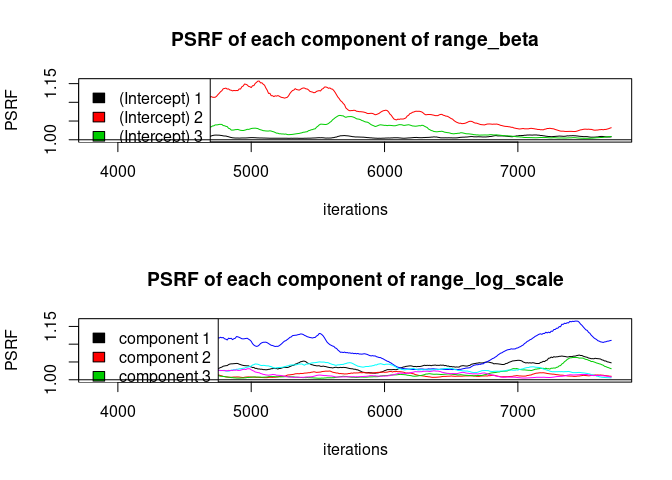 PSRF of each component of range_beta
PSRF
1.15
1.00
(Intercept) 1
(Intercept) 2
(Intercept) 3
4000 5000 6000 7000
iterations
PSRF of each component of range_log_scale
PSRF
1.15
1.00
component 1
component 2
component 3
4000 5000 6000 7000
iterations